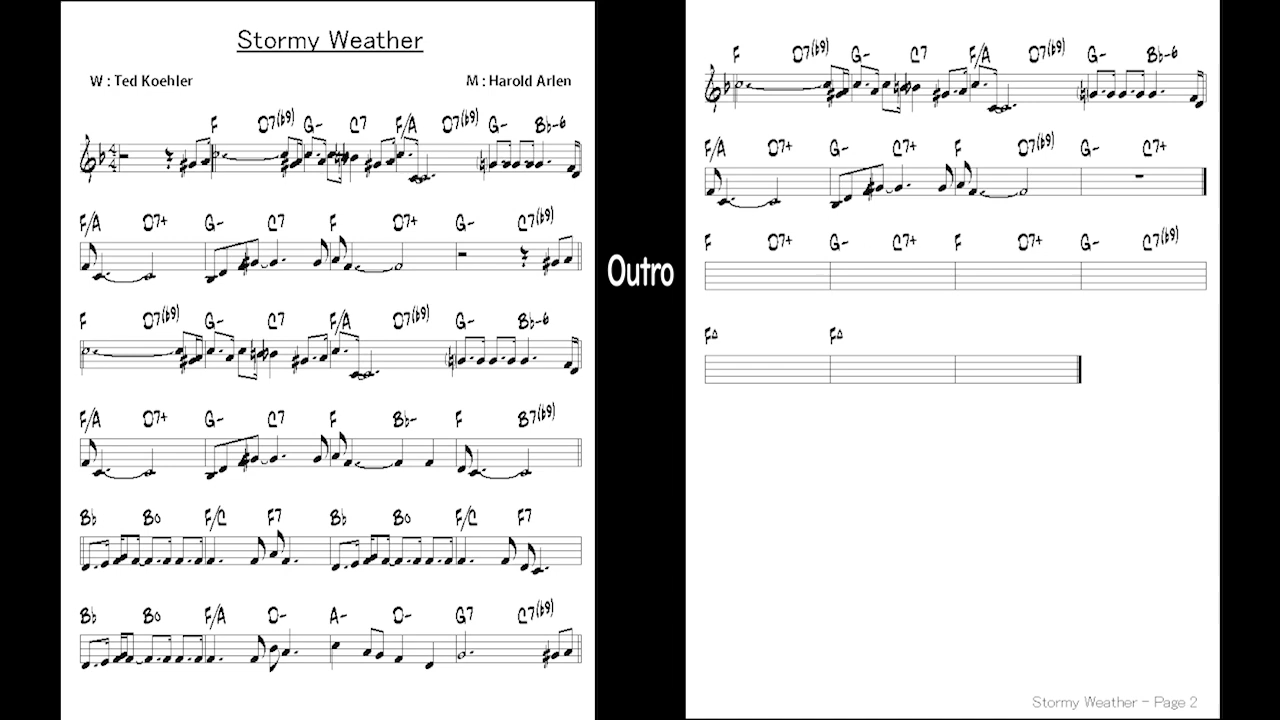 Stormy Weather
W : Ted Koehler M : Harold Arlen
F D7(b9) G- C7 F/A D7(b9) G- Bb-6
4
4
F/A D7+ G- C7 F D7+ G- C7(b9)
F D7(b9) G- C7 F/A D7(b9) G- Bb-6
F/A D7+ G- C7 F Bb- F B7(b9)
Bb Bo F/C F7 Bb Bo F/C F7
Bb Bo F/A D- A- D- G7 C7(b9)
F D7(b9) G- C7 F/A D7(b9) G- Bb-6
F/A D7+ G- C7+ F D7(b9) G- C7+
Outro
F D7+ G- C7+ F D7+ G- C7(b9)
F△ F△
Stormy Weather - Page 2